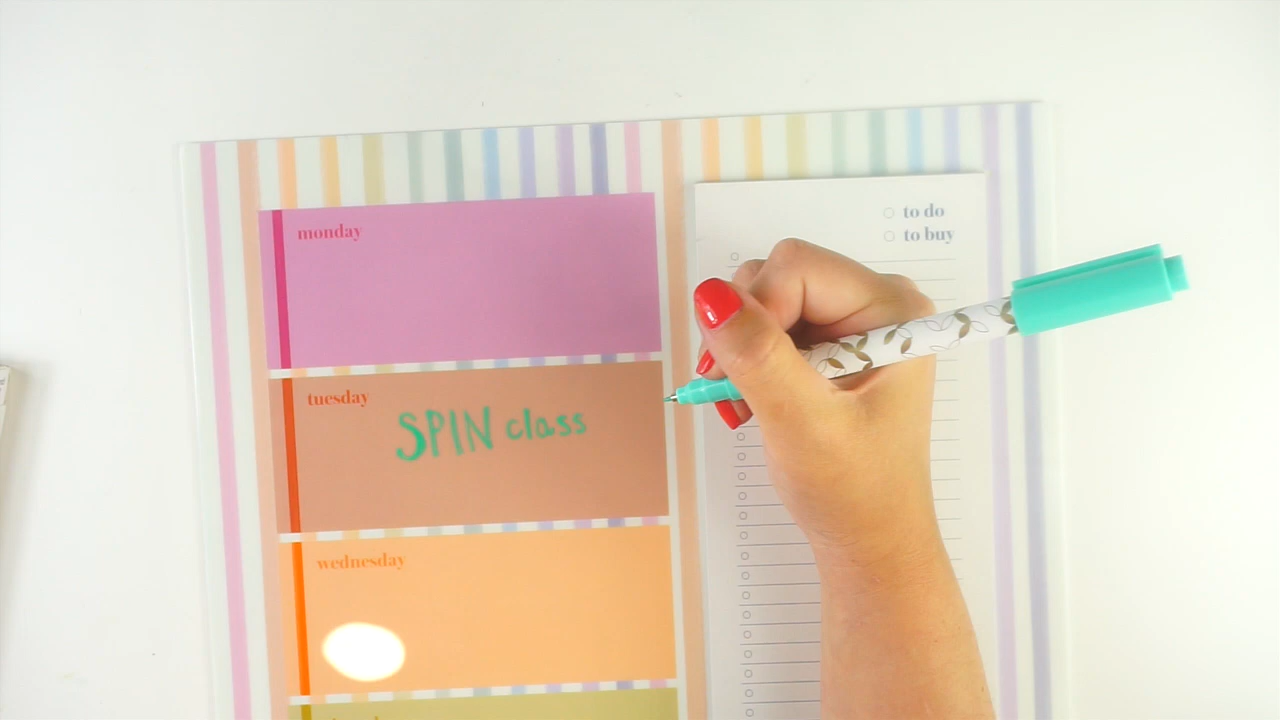 monday
to do
to buy
tuesday
SPIN class
wednesday